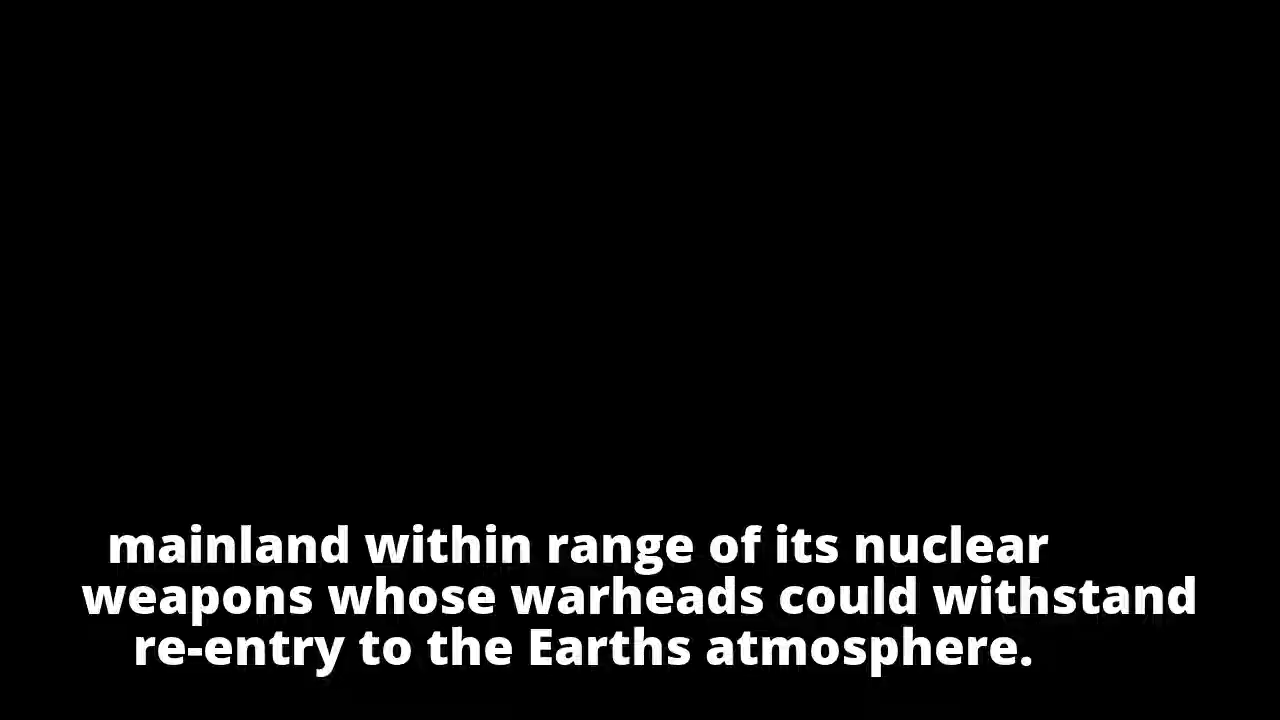 mainland within range of its nuclear
weapons whose warheads could withstand
re-entry to the Earths atmosphere.